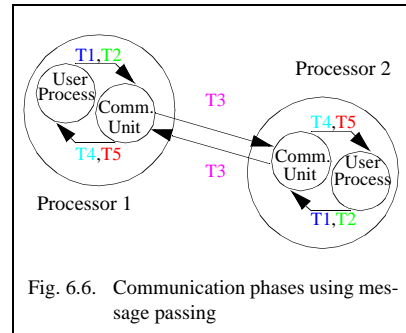 T1,T2
User
Process
Comm.
Unit
T4,T5
Processor 1
T3
T3
Processor 2
T4,T5
Comm.
Unit
User
Process
T1,T2
Fig. 6.6. Communication phases using mes-
sage passing